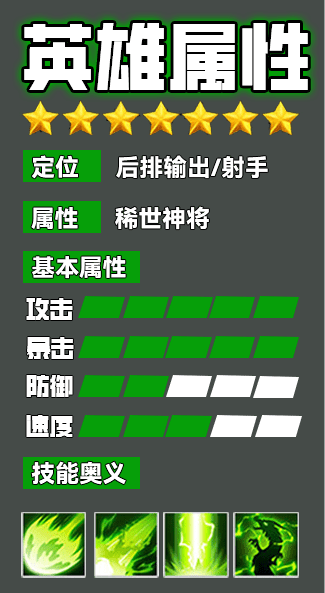 英雄属性
定位 后排输出/射手
属性 稀世神将
基本属性
攻击
暴击
防御
速度
技能奥义